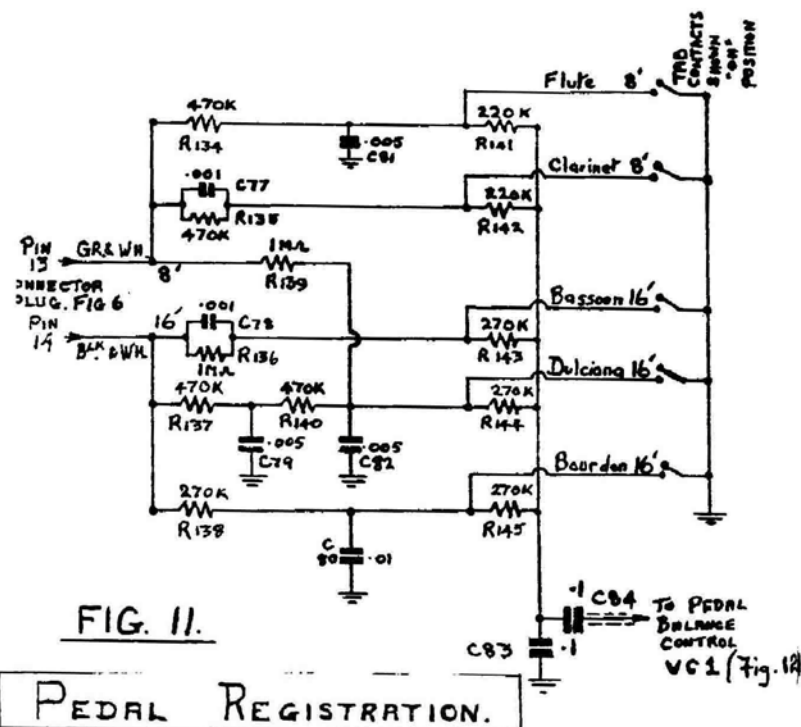 TAB
CONTACTS
SHOWN
"ON"
POSITION
Flute 8'
470K
R134
.005
C81
220K
R141
Clarinet 8'
.001
C77
470K
R135
220K
R142
PIN
13
GR & WH
8'
1MΩ
R139
ONNECTOR
PLUG. FIG 6
PIN
14
BLK & WH
16'
.001
C78
1MΩ
R136
Bassoon 16'
270K
R143
470K
R137
470K
R140
Dulciana 16'
270K
R144
.005
C79
.005
C82
270K
R138
Bourdon 16'
270K
R145
C
80
.01
.1
C84
TO PEDAL
BALANCE
CONTROL
VC1 (Fig. 12)
C83
.1
FIG. 11.
PEDAL REGISTRATION.